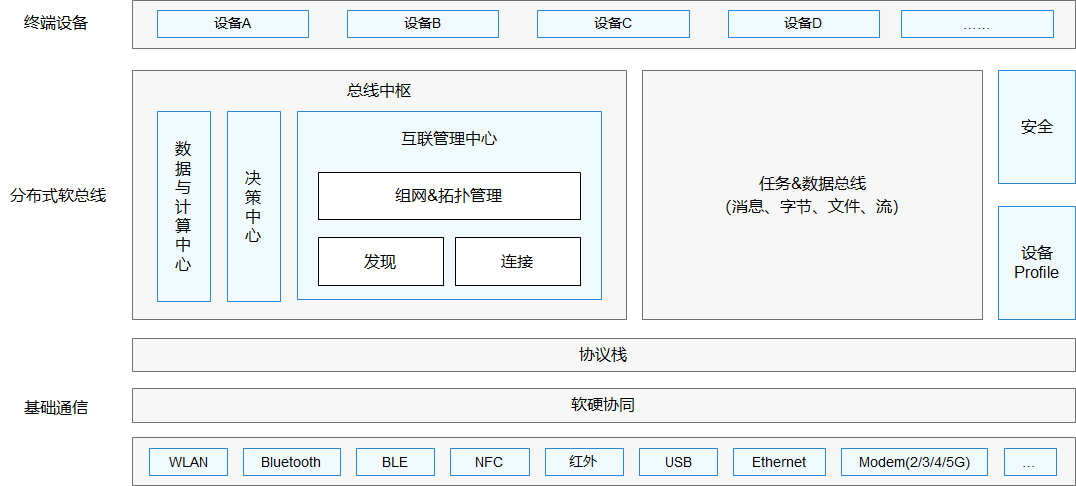 终端设备
设备A
设备B
设备C
设备D
……
分布式软总线
总线中枢
数据与计算中心
决策中心
互联管理中心
组网&拓扑管理
发现
连接
任务&数据总线
(消息、字节、文件、流)
安全
设备
Profile
基础通信
协议栈
软硬协同
WLAN
Bluetooth
BLE
NFC
红外
USB
Ethernet
Modem(2/3/4/5G)
...